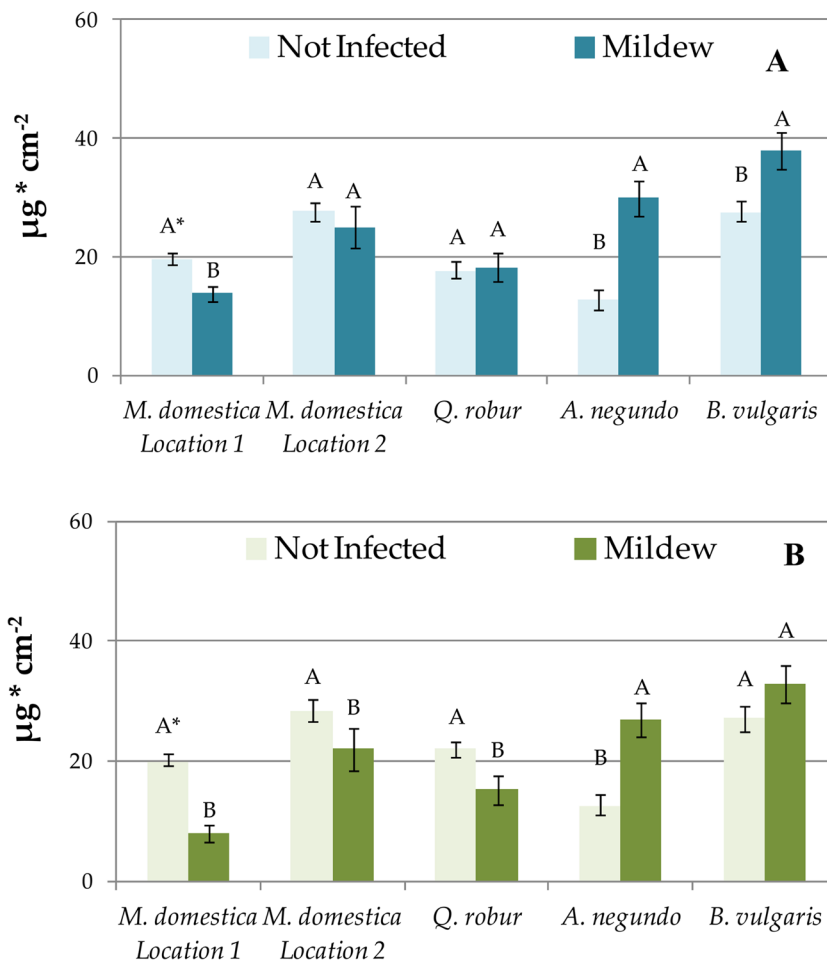 60
Not Infected Mildew A
A
40 A
A A B
µg * cm⁻²
A* A A B
20 B
0
M. domestica M. domestica Q. robur A. negundo B. vulgaris
Location 1 Location 2
60
Not Infected Mildew B
40 A
A A A
µg * cm⁻²
A* B A B B
20
B
0
M. domestica M. domestica Q. robur A. negundo B. vulgaris
Location 1 Location 2